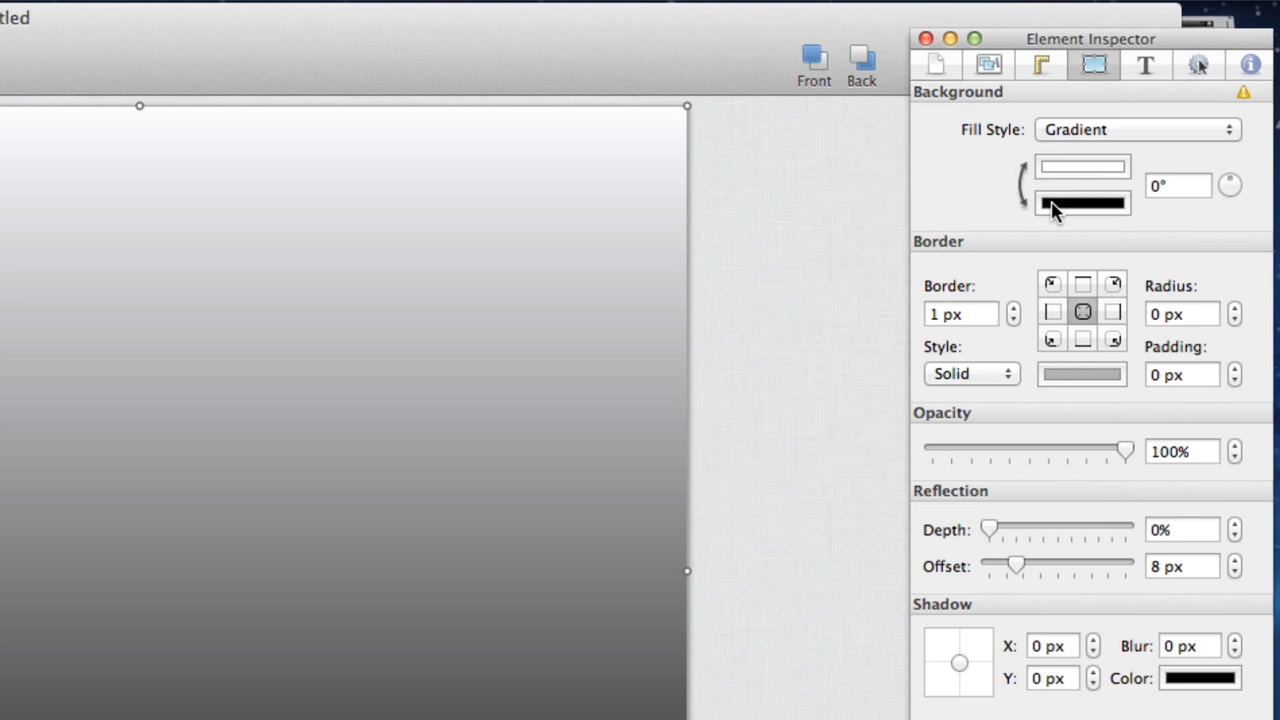 tled
Element Inspector
Front
Back
T
i
Background
Fill Style:
Gradient
0°
Border
Border:
Radius:
1 px
0 px
Style:
Padding:
Solid
0 px
Opacity
100%
Reflection
Depth:
0%
Offset:
8 px
Shadow
X:
0 px
Blur:
0 px
Y:
0 px
Color: